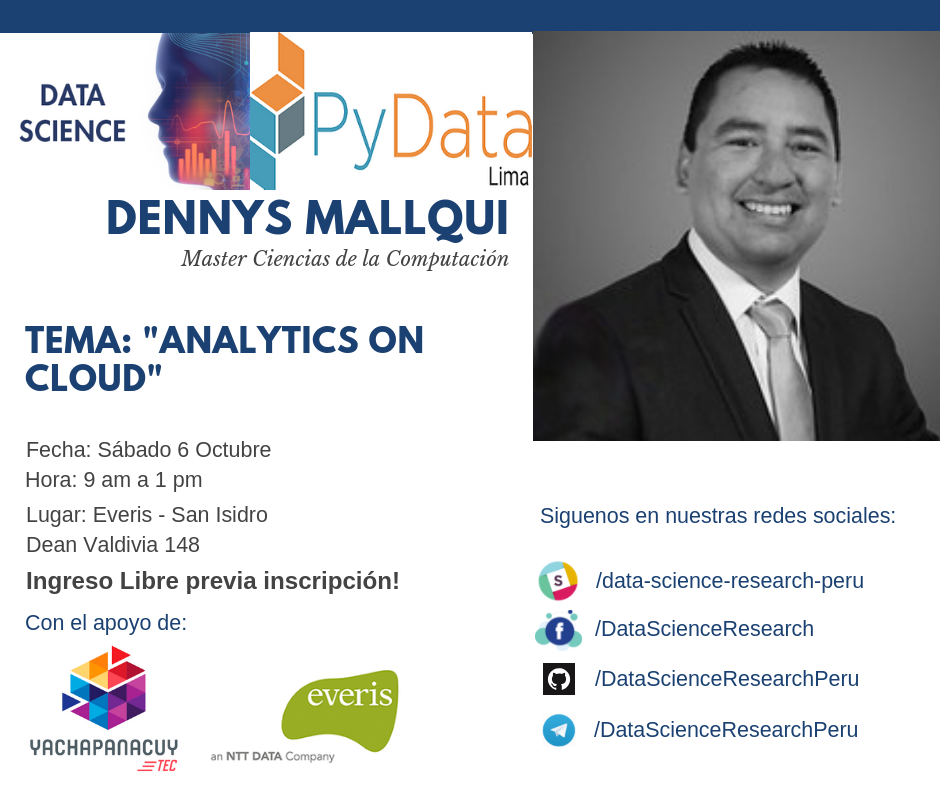 DATA
SCIENCE
PyData
Lima
DENNYS MALLQUI
Master Ciencias de la Computación
TEMA: "ANALYTICS ON
CLOUD"
Fecha: Sábado 6 Octubre
Hora: 9 am a 1 pm
Lugar: Everis - San Isidro
Dean Valdivia 148
Ingreso Libre previa inscripción!
Con el apoyo de:
YACHAPANACUY
TEC
everis
an NTT DATA Company
Siguenos en nuestras redes sociales:
S /data-science-research-peru
f /DataScienceResearch
/DataScienceResearchPeru
/DataScienceResearchPeru